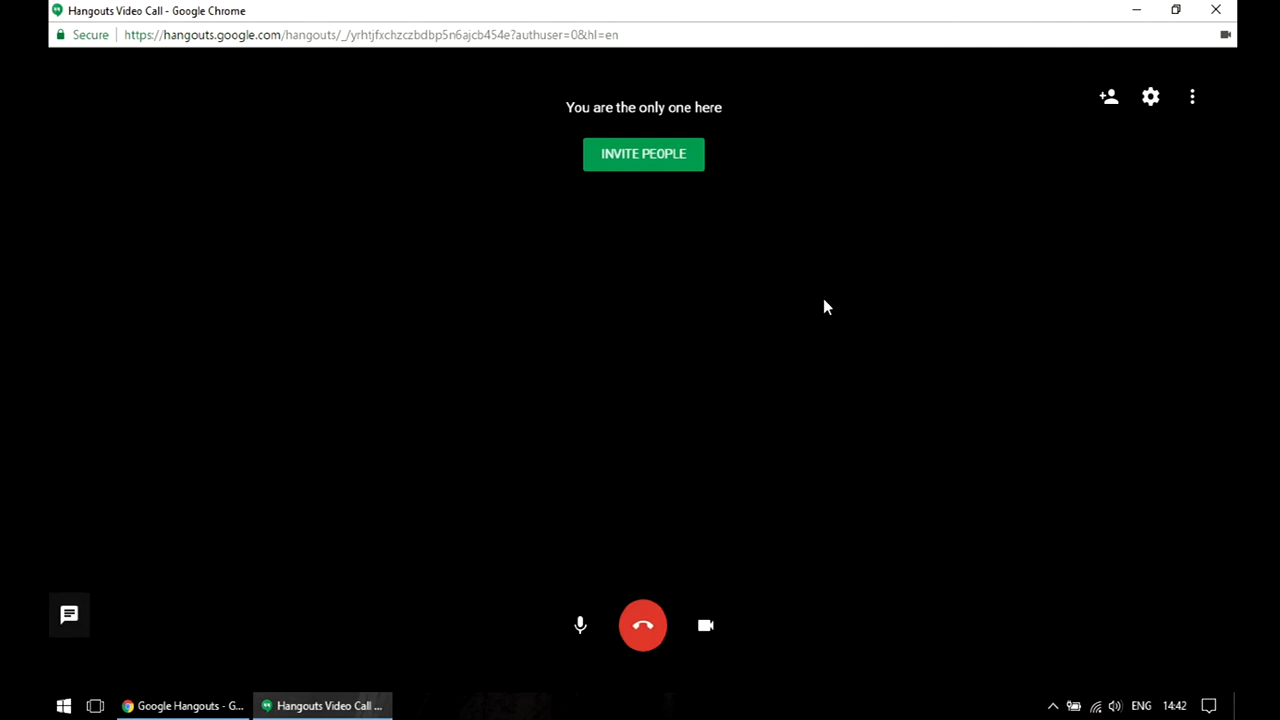 Hangouts Video Call - Google Chrome
Secure https://hangouts.google.com/hangouts/_/yrhtjfxchzczbdbp5n6ajcb454e?authuser=0&hl=en
You are the only one here
INVITE PEOPLE
Google Hangouts - G... Hangouts Video Call ... ENG 14:42